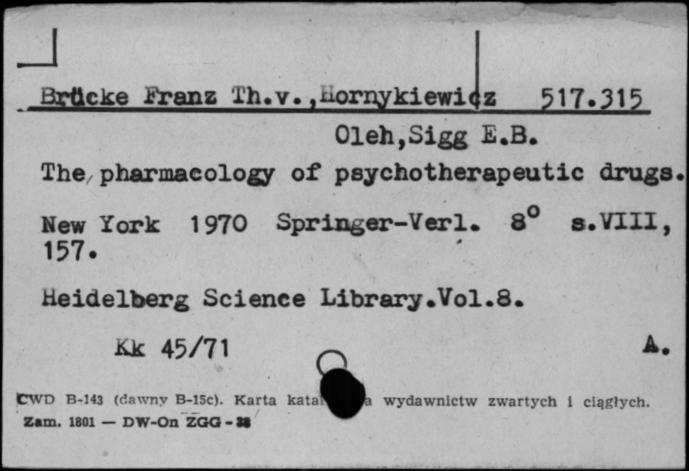 Brücke Franz Th.v.,Hornykiewicz 517.315
Oleh,Sigg E.B.
The pharmacology of psychotherapeutic drugs.
New York 1970 Springer-Verl. 8° s.VIII,
157.
Heidelberg Science Library.Vol.8.
Kk 45/71 A.
CWD B-143 (dawny B-15c). Karta wydawnictw zwartych i ciągłych.
Zam. 1801 — DW-On ZGG - 38